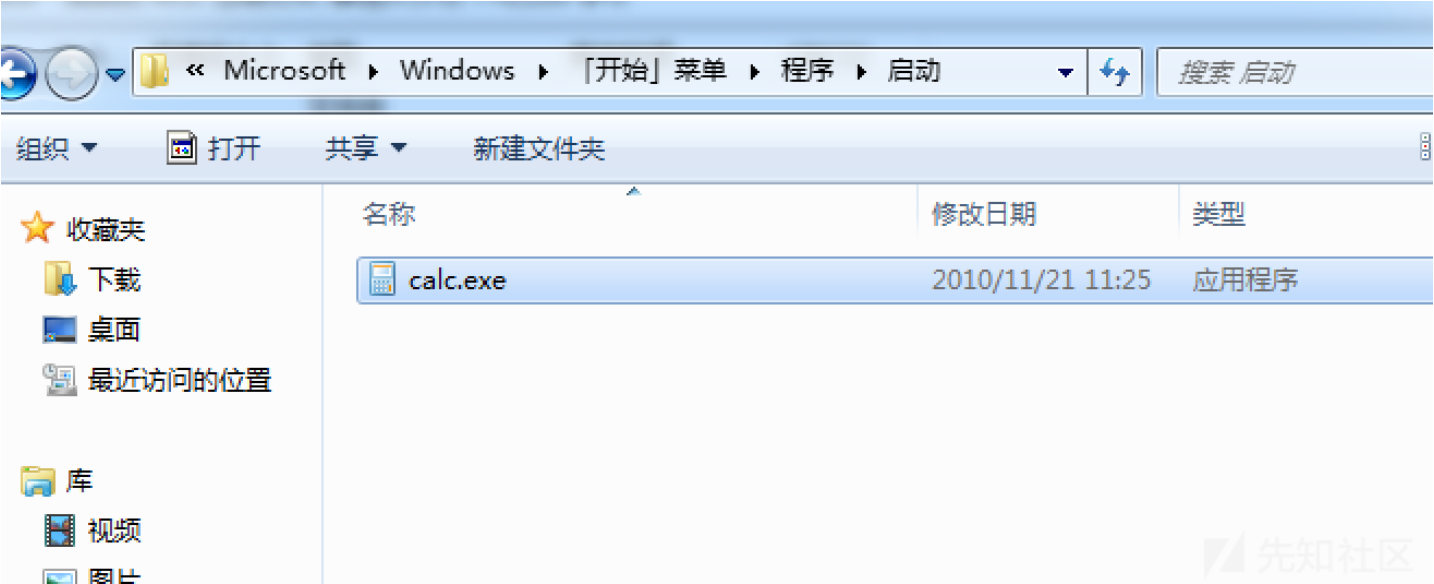 « Microsoft Windows 「开始」菜单 程序 启动 搜索 启动
组织 打开 共享 新建文件夹
名称 修改日期 类型
收藏夹
calc.exe 2010/11/21 11:25 应用程序
下载
桌面
最近访问的位置
库
视频
图片
先知社区